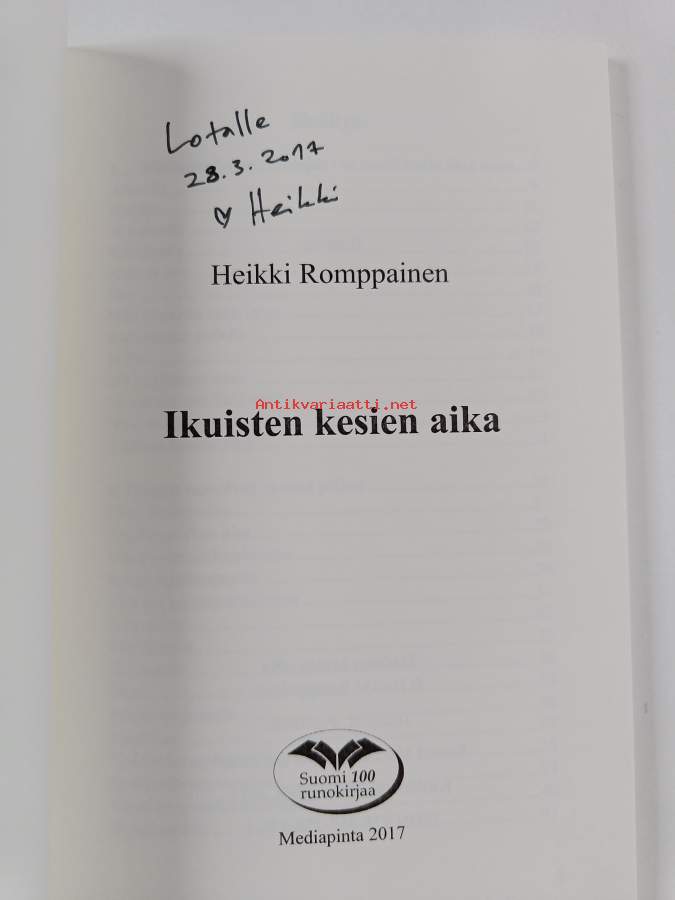 Lotalle
28.3.2017
♡ Heikki
Heikki Romppainen
Antikvariaatti.net
Ikuisten kesien aika
Suomi 100
runokirjaa
Mediapinta 2017